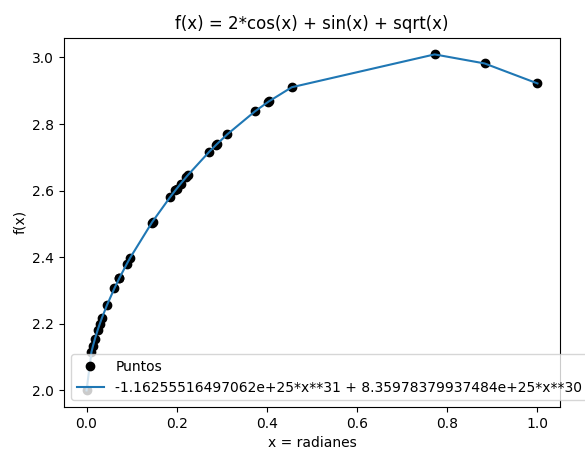 f(x) = 2*cos(x) + sin(x) + sqrt(x)
3.0
2.8
2.6
2.4
2.2
2.0
f(x)
Puntos
-1.16255516497062e+25*x**31 + 8.35978379937484e+25*x**30
0.0 0.2 0.4 0.6 0.8 1.0
x = radianes